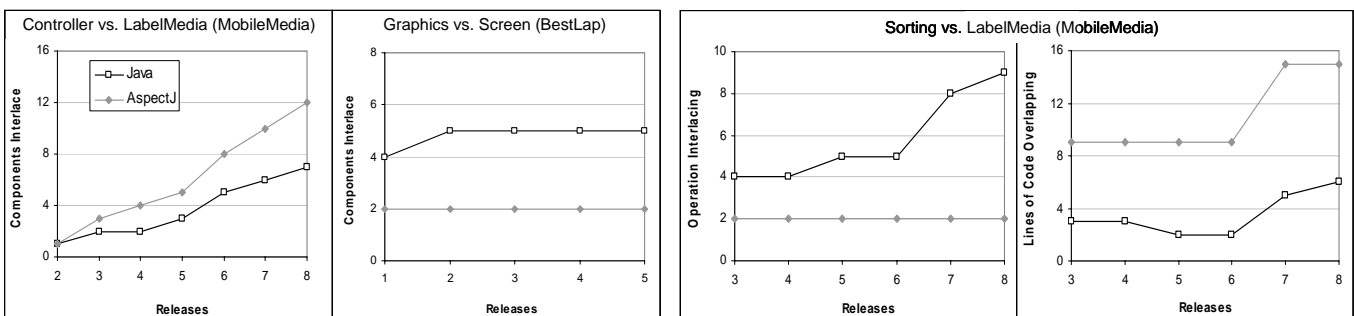 Controller vs. LabelMedia (MobileMedia)
Components Interlace
16
12
8
4
0
Java
AspectJ
2 3 4 5 6 7 8
Releases
Graphics vs. Screen (BestLap)
Components Interlace
8
6
4
2
0
1 2 3 4 5
Releases
Sorting vs. LabelMedia (MobileMedia)
Operation Interlacing
10
8
6
4
2
0
3 4 5 6 7 8
Releases
Lines of Code Overlapping
16
12
8
4
0
3 4 5 6 7 8
Releases